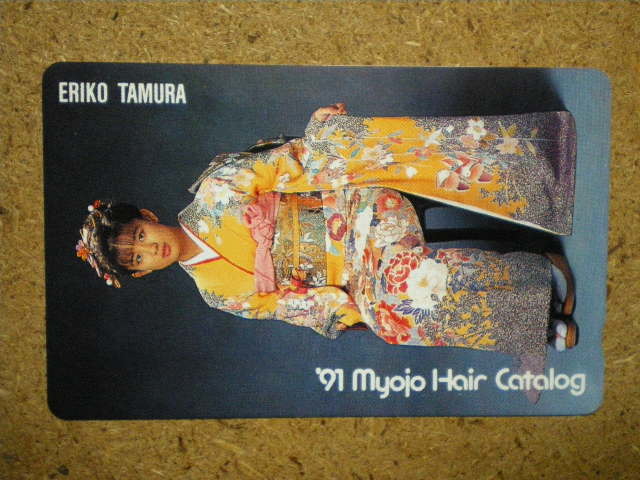 ERIKO TAMURA
'91 Myojo Hair Catalog